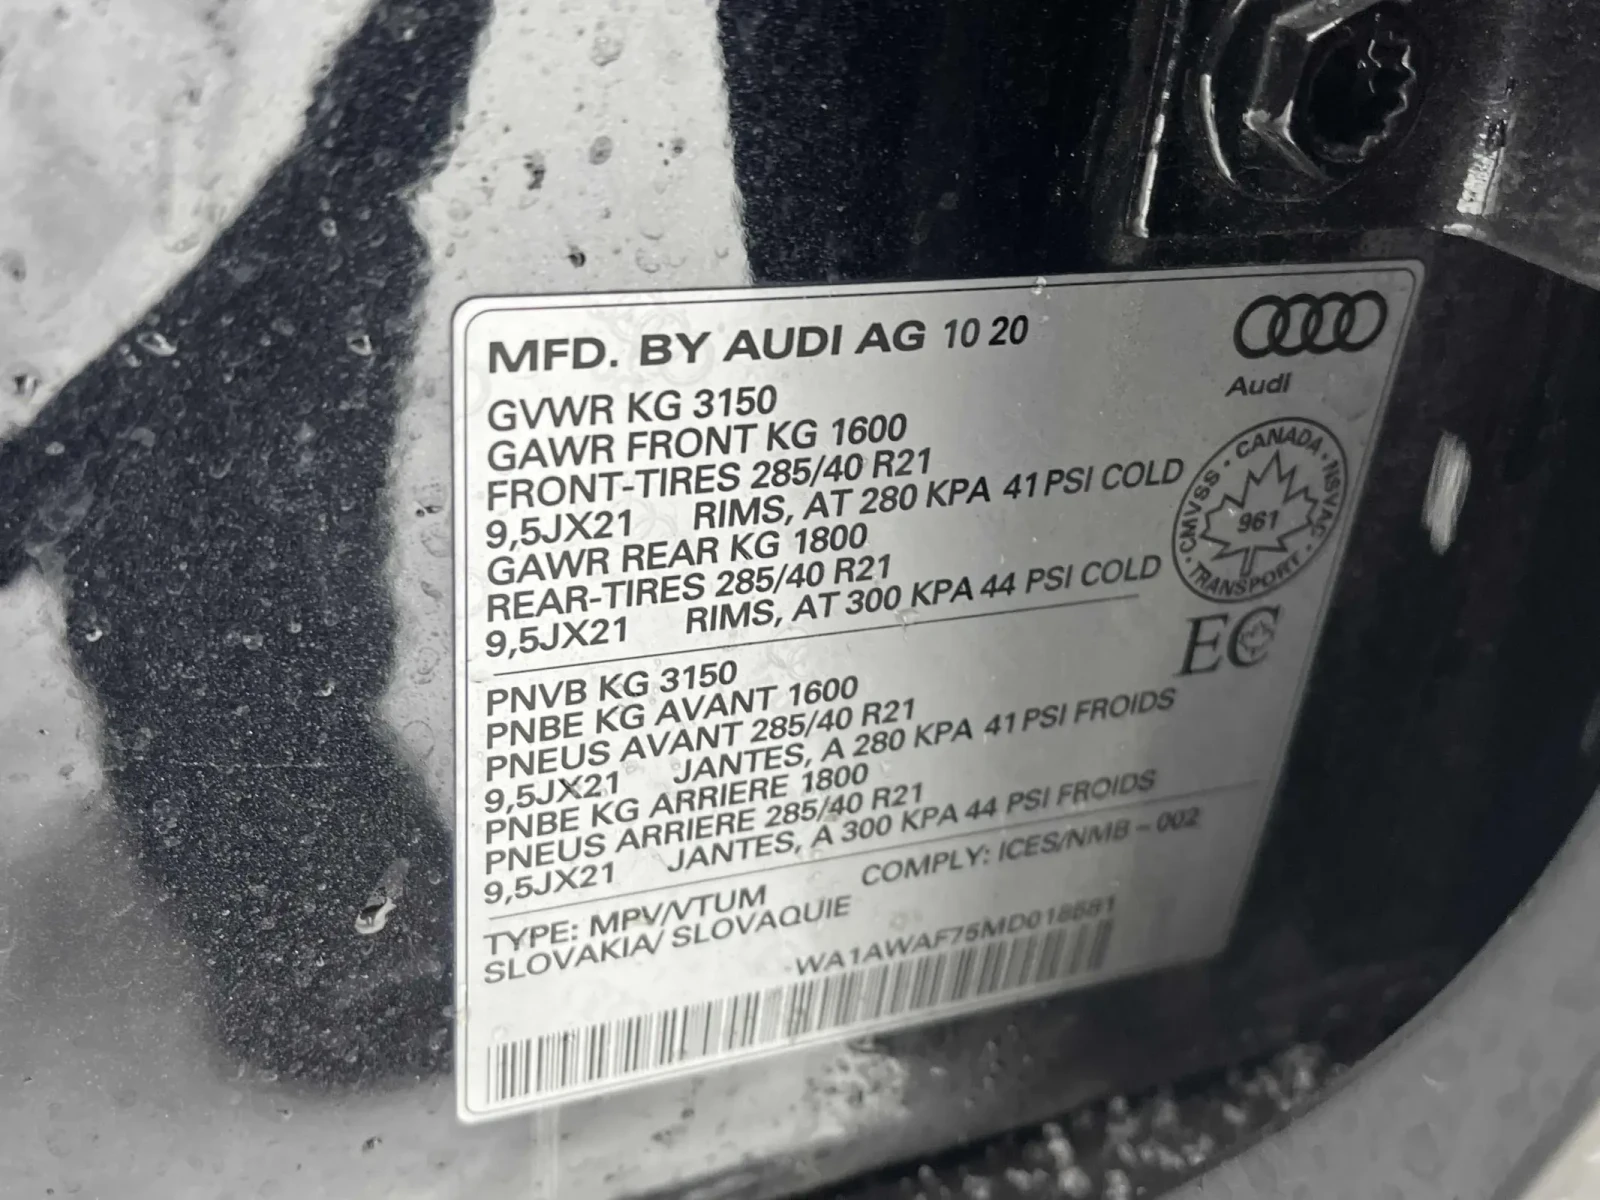 MFD. BY AUDI AG 10 20
Audi
GVWR KG 3150
GAWR FRONT KG 1600
FRONT-TIRES 285/40 R21
9,5JX21 RIMS, AT 280 KPA 41 PSI COLD
GAWR REAR KG 1800
REAR-TIRES 285/40 R21
9,5JX21 RIMS, AT 300 KPA 44 PSI COLD
CANADA · NSVAC · TRANSPORT · CMVSS ·
961
EC
PNVB KG 3150
PNBE KG AVANT 1600
PNEUS AVANT 285/40 R21
9,5JX21 JANTES, A 280 KPA 41 PSI FROIDS
PNBE KG ARRIERE 1800
PNEUS ARRIERE 285/40 R21
9,5JX21 JANTES, A 300 KPA 44 PSI FROIDS
TYPE: MPV/VTUM COMPLY: ICES/NMB – 002
SLOVAKIA/ SLOVAQUIE